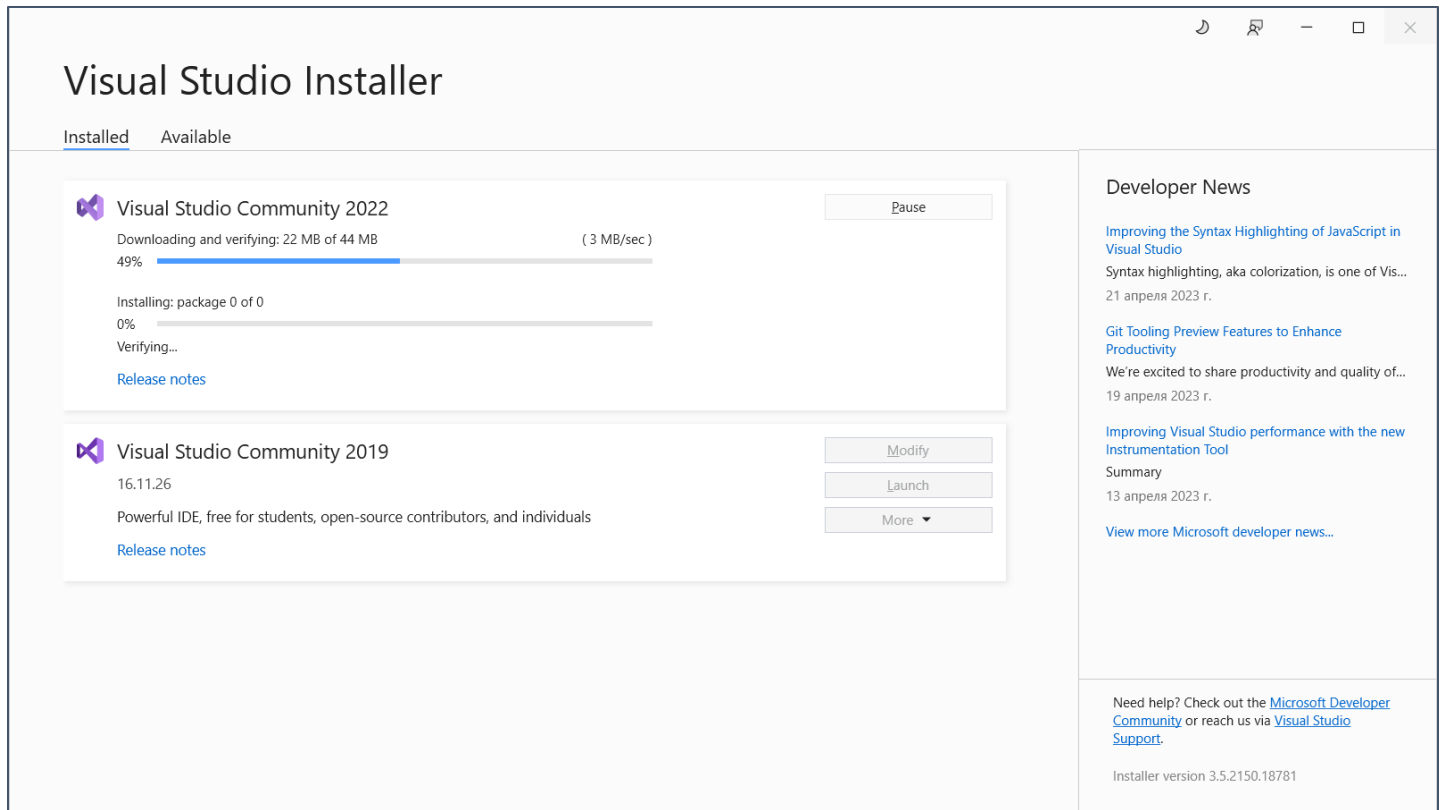 Visual Studio Installer
Installed
Available
Visual Studio Community 2022
Pause
Downloading and verifying: 22 MB of 44 MB
( 3 MB/sec )
49%
Installing: package 0 of 0
0%
Verifying...
Release notes
Visual Studio Community 2019
Modify
16.11.26
Launch
Powerful IDE, free for students, open-source contributors, and individuals
More
Release notes
Developer News
Improving the Syntax Highlighting of JavaScript in
Visual Studio
Syntax highlighting, aka colorization, is one of Vis...
21 апреля 2023 г.
Git Tooling Preview Features to Enhance
Productivity
We're excited to share productivity and quality of...
19 апреля 2023 г.
Improving Visual Studio performance with the new
Instrumentation Tool
Summary
13 апреля 2023 г.
View more Microsoft developer news...
Need help? Check out the Microsoft Developer
Community or reach us via Visual Studio
Support.
Installer version 3.5.2150.18781